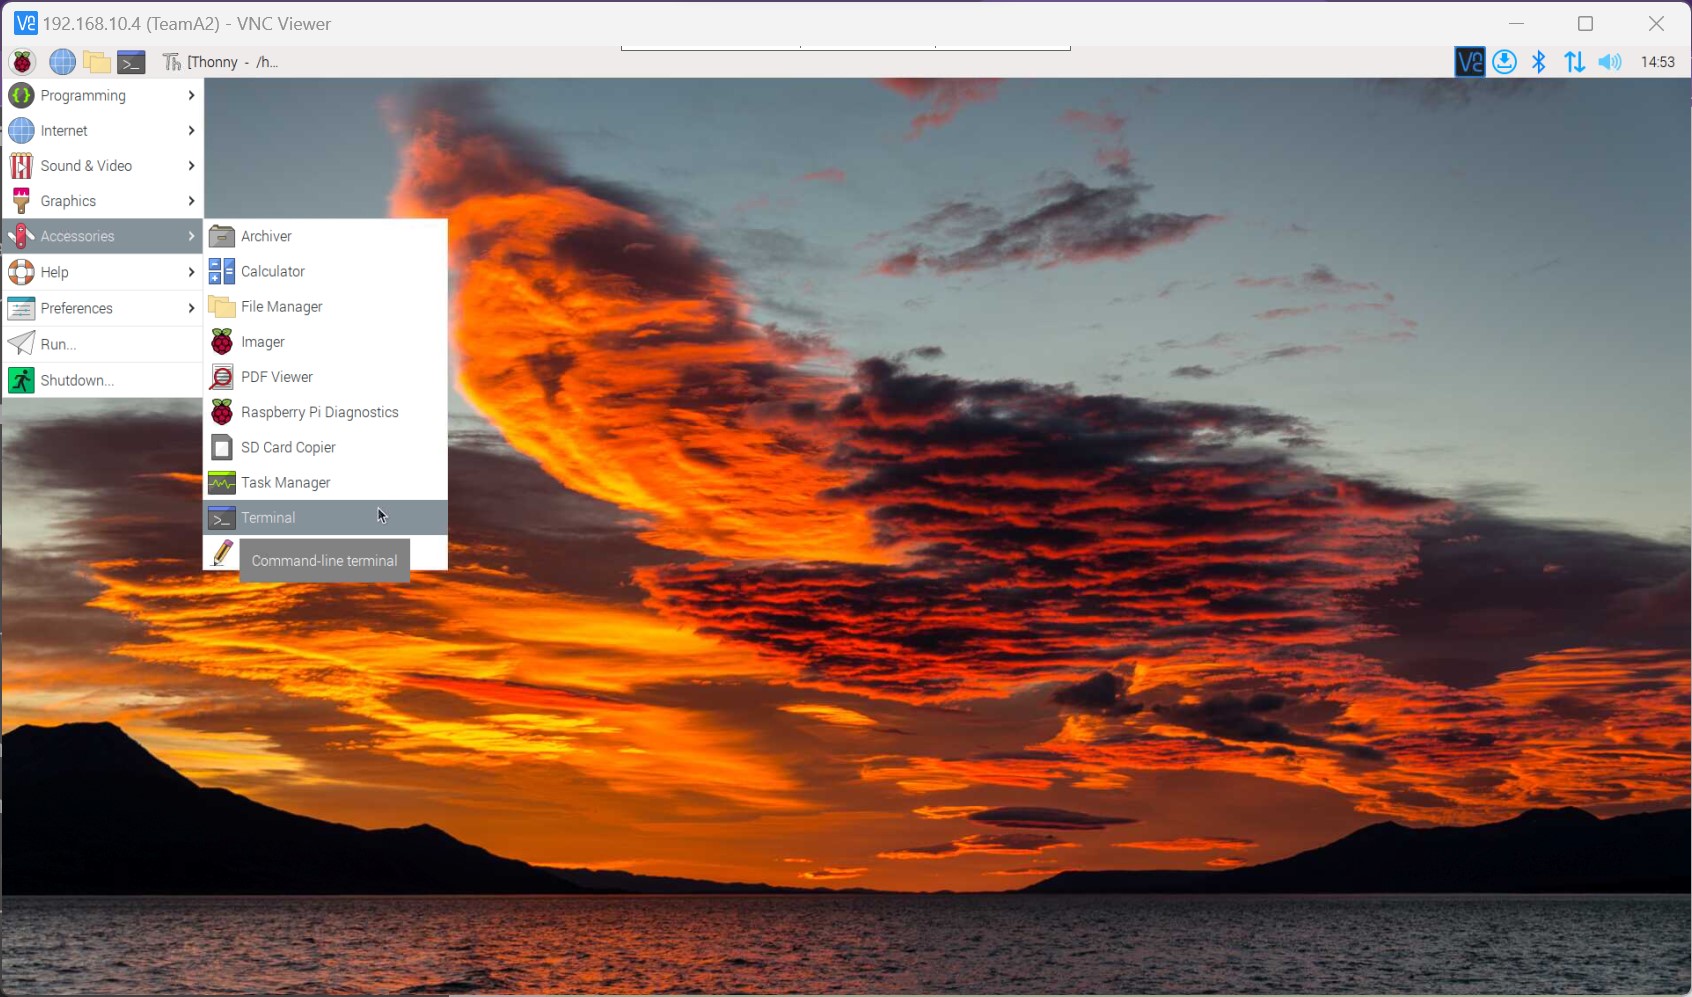 192.168.10.4 (TeamA2) - VNC Viewer
[Thonny - /h...
14:53
Programming
Internet
Sound & Video
Graphics
Accessories
Help
Preferences
Run...
Shutdown...
Archiver
Calculator
File Manager
Imager
PDF Viewer
Raspberry Pi Diagnostics
SD Card Copier
Task Manager
Terminal
Command-line terminal